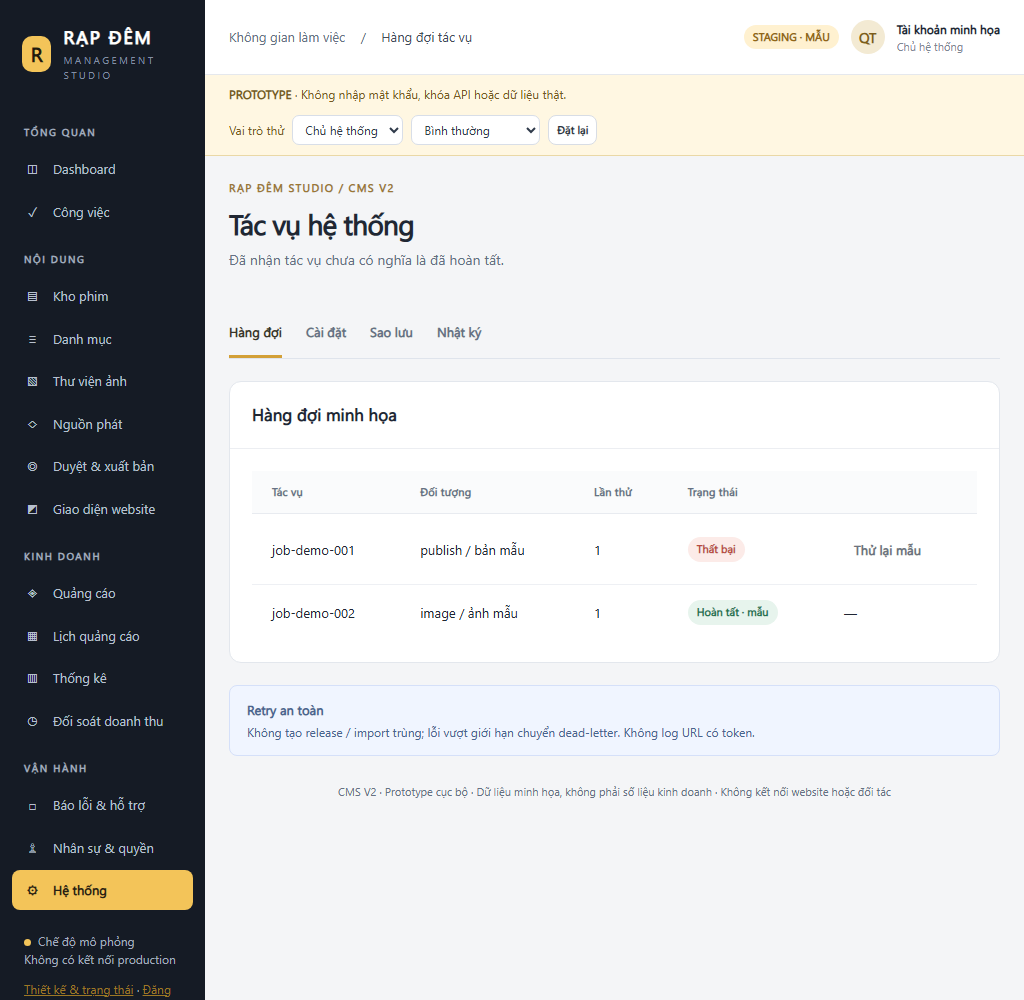 R
RẠP ĐÊM
MANAGEMENT
STUDIO
TỔNG QUAN
Dashboard
Công việc
NỘI DUNG
Kho phim
Danh mục
Thư viện ảnh
Nguồn phát
Duyệt & xuất bản
Giao diện website
KINH DOANH
Quảng cáo
Lịch quảng cáo
Thống kê
Đối soát doanh thu
VẬN HÀNH
Báo lỗi & hỗ trợ
Nhân sự & quyền
Hệ thống
Chế độ mô phỏng
Không có kết nối production
Thiết kế & trạng thái · Đăng
Không gian làm việc / Hàng đợi tác vụ
STAGING · MẪU
QT
Tài khoản minh họa
Chủ hệ thống
PROTOTYPE · Không nhập mật khẩu, khóa API hoặc dữ liệu thật.
Vai trò thử Chủ hệ thống Bình thường Đặt lại
RẠP ĐÊM STUDIO / CMS V2
Tác vụ hệ thống
Đã nhận tác vụ chưa có nghĩa là đã hoàn tất.
Hàng đợi Cài đặt Sao lưu Nhật ký
Hàng đợi minh họa
Tác vụ Đối tượng Lần thử Trạng thái
job-demo-001 publish / bản mẫu 1 Thất bại Thử lại mẫu
job-demo-002 image / ảnh mẫu 1 Hoàn tất · mẫu —
Retry an toàn
Không tạo release / import trùng; lỗi vượt giới hạn chuyển dead-letter. Không log URL có token.
CMS V2 · Prototype cục bộ · Dữ liệu minh họa, không phải số liệu kinh doanh · Không kết nối website hoặc đối tác